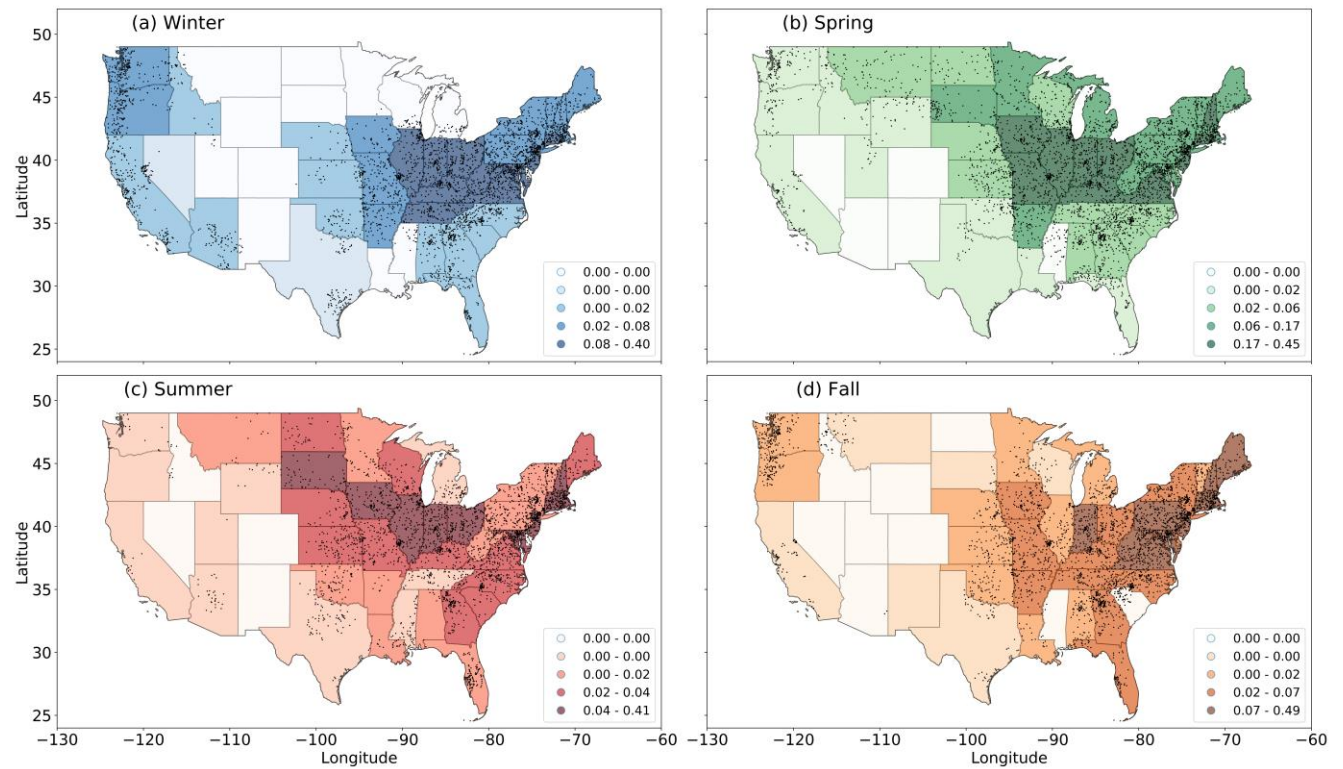 (a) Winter
50
45
40
35
30
25
Latitude
0.00 - 0.00
0.00 - 0.00
0.00 - 0.02
0.02 - 0.08
0.08 - 0.40
(b) Spring
0.00 - 0.00
0.00 - 0.02
0.02 - 0.06
0.06 - 0.17
0.17 - 0.45
(c) Summer
50
45
40
35
30
25
Latitude
0.00 - 0.00
0.00 - 0.00
0.00 - 0.02
0.02 - 0.04
0.04 - 0.41
−130 −120 −110 −100 −90 −80 −70 −60
Longitude
(d) Fall
0.00 - 0.00
0.00 - 0.00
0.00 - 0.02
0.02 - 0.07
0.07 - 0.49
−130 −120 −110 −100 −90 −80 −70 −60
Longitude